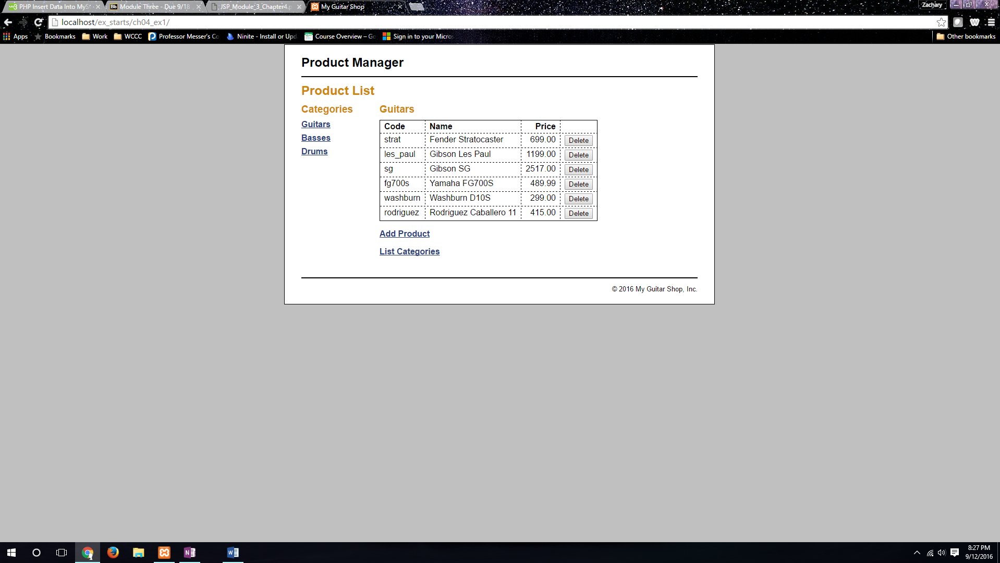 PHP Insert Data Into MyS
Module Three - Due 9/18
JSP_Module_3_Chapter4.p
My Guitar Shop
Zachary
localhost/ex_starts/ch04_ex1/
Apps
Bookmarks
Work
WCCC
Professor Messer's Co
Ninite - Install or Upd
Course Overview – Go
Sign in to your Micro
Other bookmarks
Product Manager
Product List
Categories
Guitars
Basses
Drums
Guitars
Code Name Price
strat Fender Stratocaster 699.00 Delete
les_paul Gibson Les Paul 1199.00 Delete
sg Gibson SG 2517.00 Delete
fg700s Yamaha FG700S 489.99 Delete
washburn Washburn D10S 299.00 Delete
rodriguez Rodriguez Caballero 11 415.00 Delete
Add Product
List Categories
© 2016 My Guitar Shop, Inc.
8:27 PM
9/12/2016